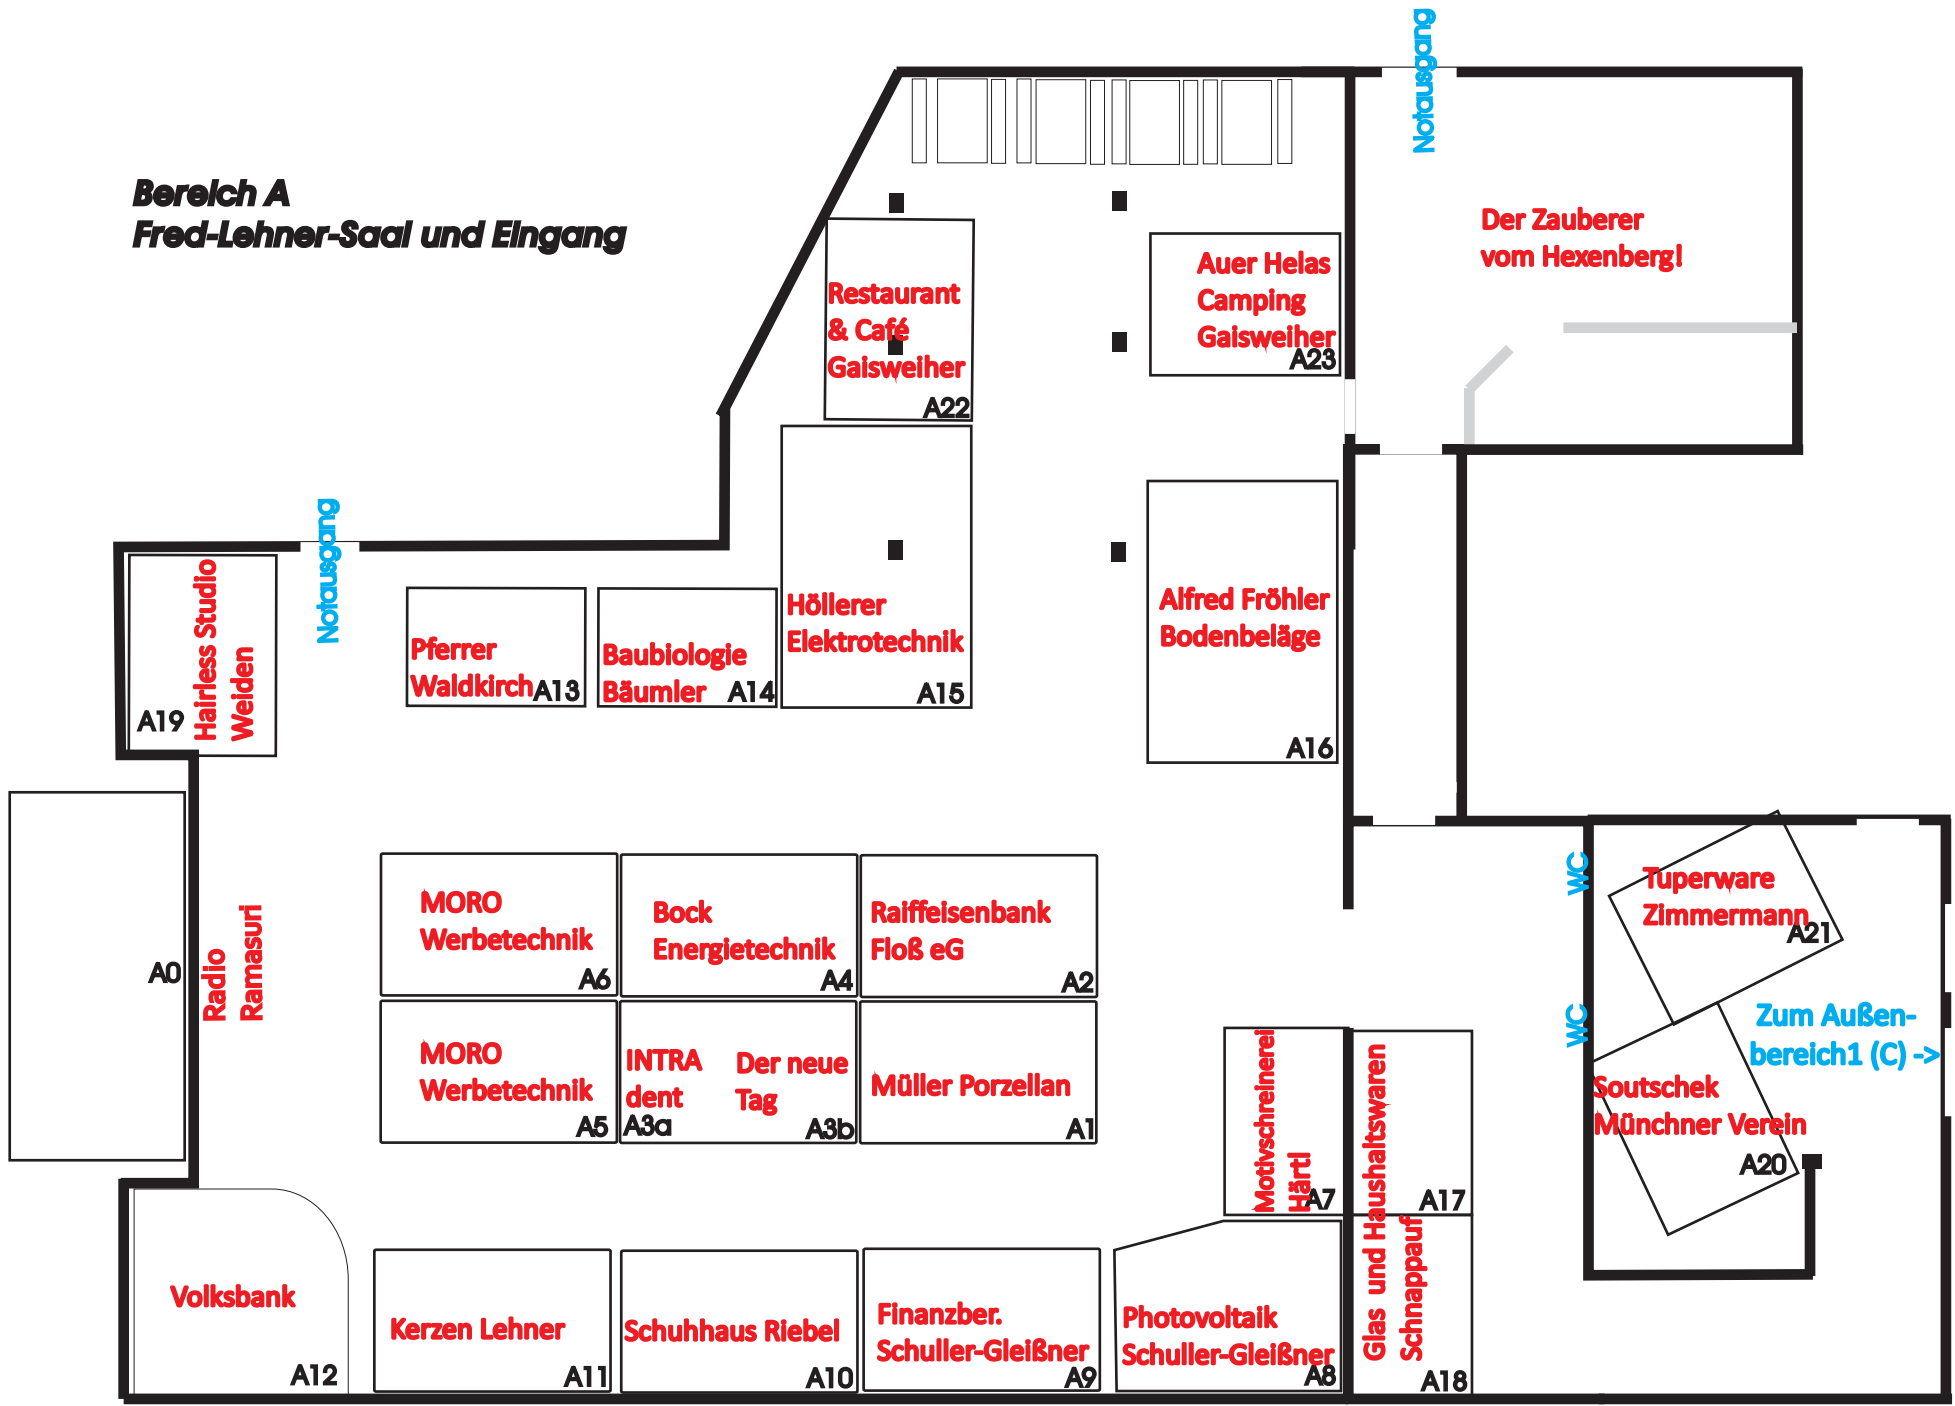 Notausgang
Bereich A
Fred-Lehner-Saal und Eingang
Der Zauberer
vom Hexenberg!
Restaurant
& Café
Gaisweiher
A22
Auer Helas
Camping
Gaisweiher
A23
Notausgang
Hairless Studio
Weiden
A19
Pferrer
Waldkirch
A13
Baubiologie
Bäumler
A14
Höllerer
Elektrotechnik
A15
Alfred Fröhler
Bodenbeläge
A16
A0
Radio
Ramasuri
MORO
Werbetechnik
A6
Bock
Energietechnik
A4
Raiffeisenbank
Floß eG
A2
WC
Tuperware
Zimmermann
A21
MORO
Werbetechnik
A5
INTRA
dent
A3a
Der neue
Tag
A3b
Müller Porzellan
A1
Motivschreinerei
Härtl
A7
Glas und Haushaltswaren
Schnappauf
A17
A18
WC
Zum Außen-
bereich1 (C) ->
Soutschek
Münchner Verein
A20
Volksbank
A12
Kerzen Lehner
A11
Schuhhaus Riebel
A10
Finanzber.
Schuller-Gleißner
A9
Photovoltaik
Schuller-Gleißner
A8